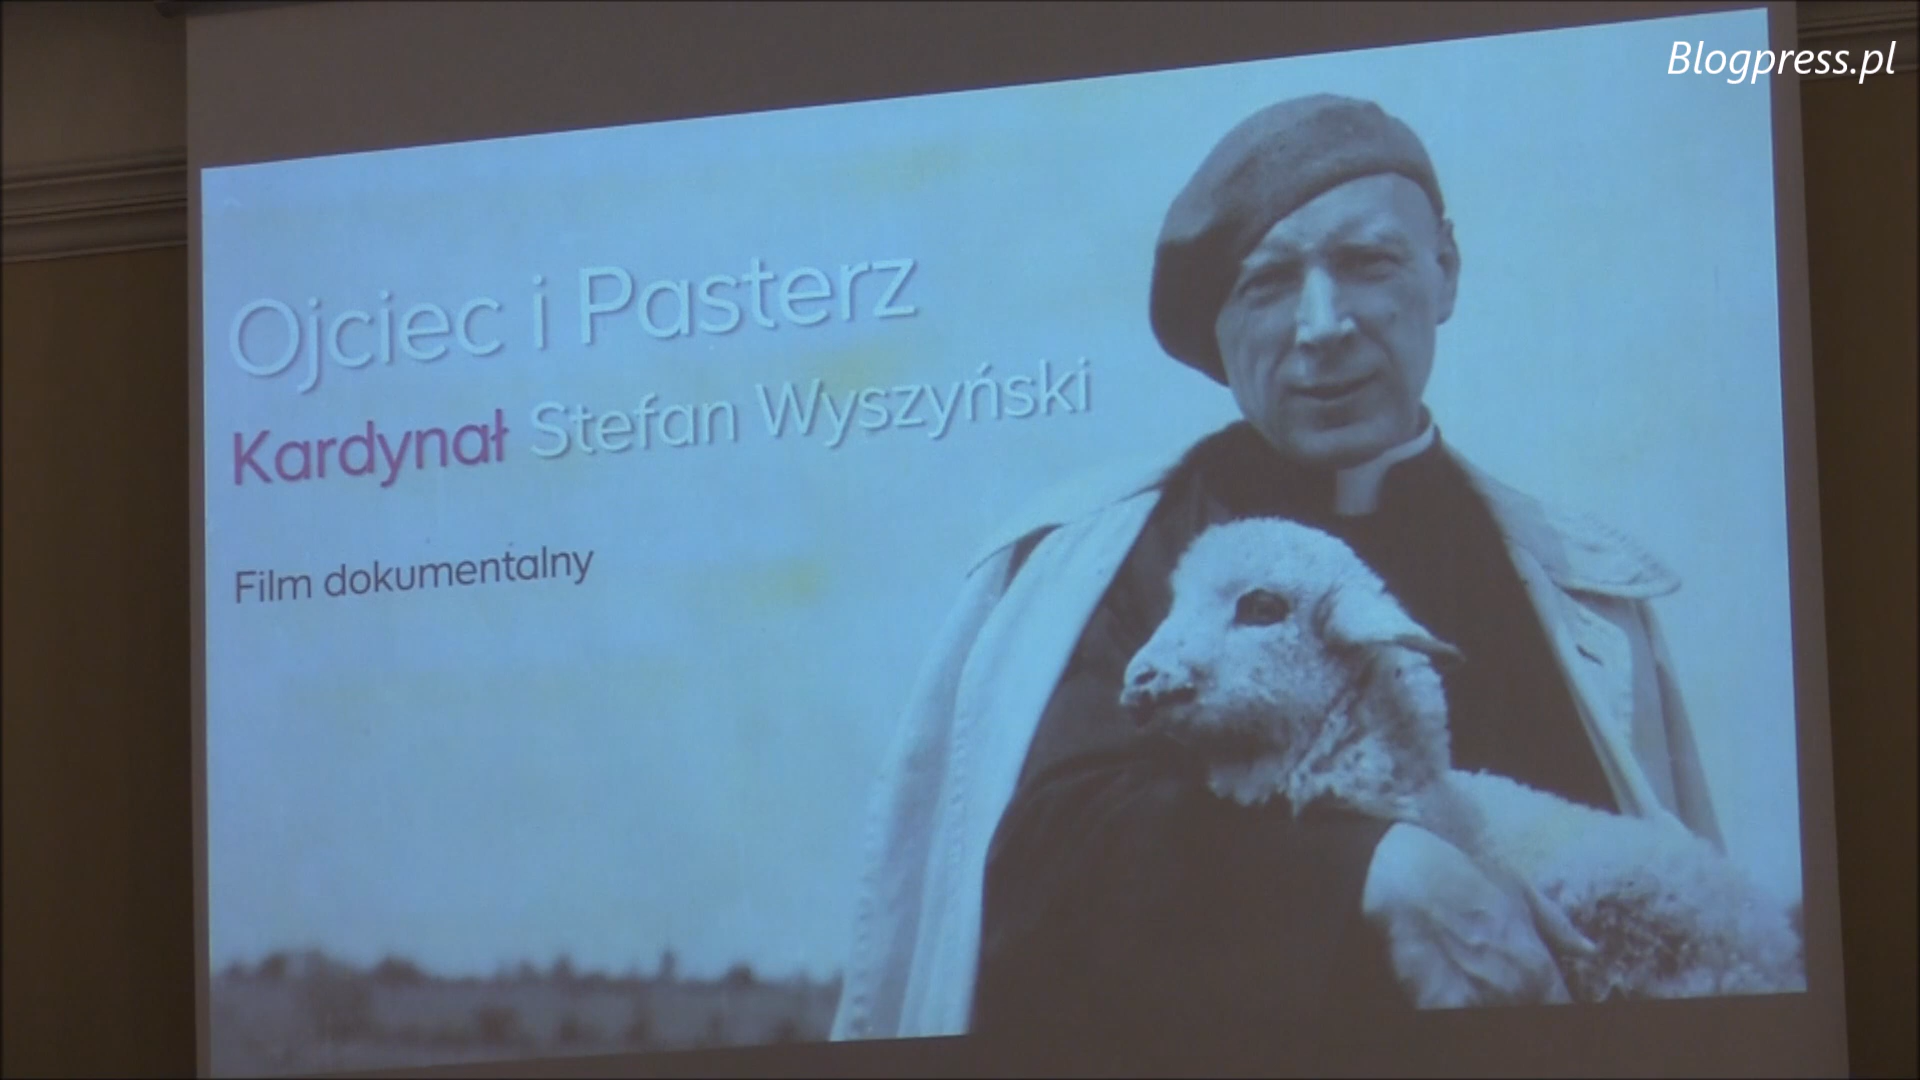 Blogpress.pl
Ojciec i Pasterz
Kardynał Stefan Wyszyński
Film dokumentalny